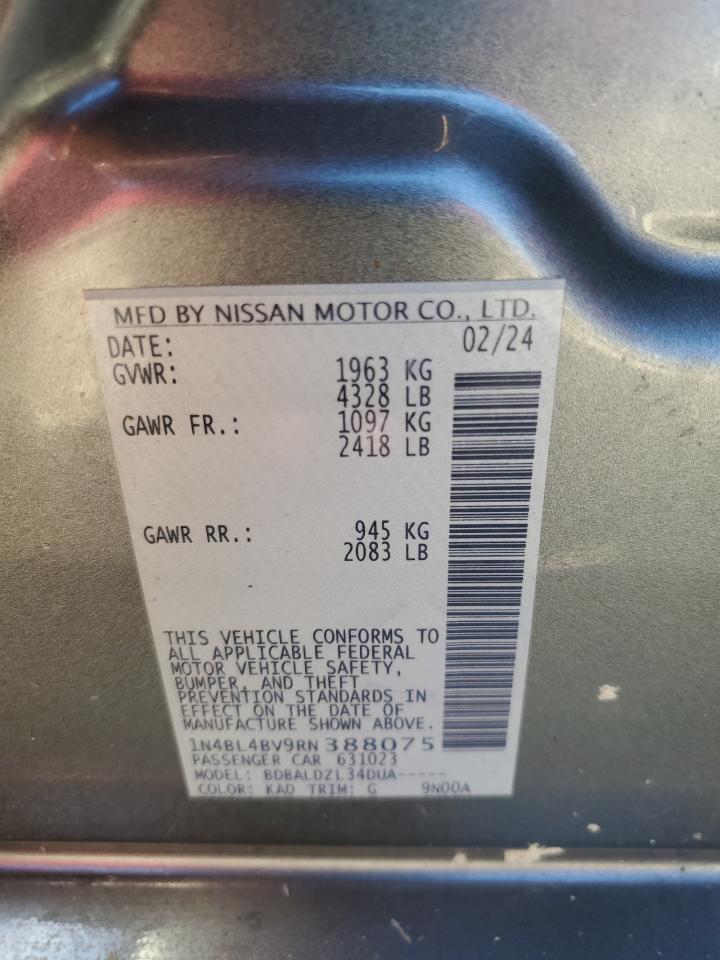 MFD BY NISSAN MOTOR CO., LTD.
DATE: 02/24
GVWR: 1963 KG
4328 LB
GAWR FR.: 1097 KG
2418 LB
GAWR RR.: 945 KG
2083 LB
THIS VEHICLE CONFORMS TO
ALL APPLICABLE FEDERAL
MOTOR VEHICLE SAFETY,
BUMPER, AND THEFT
PREVENTION STANDARDS IN
EFFECT ON THE DATE OF
MANUFACTURE SHOWN ABOVE.
1N4BL4BV9RN388075
PASSENGER CAR 631023
MODEL: BDBALDZL34DUA-----
COLOR: KAD TRIM: G 9N00A